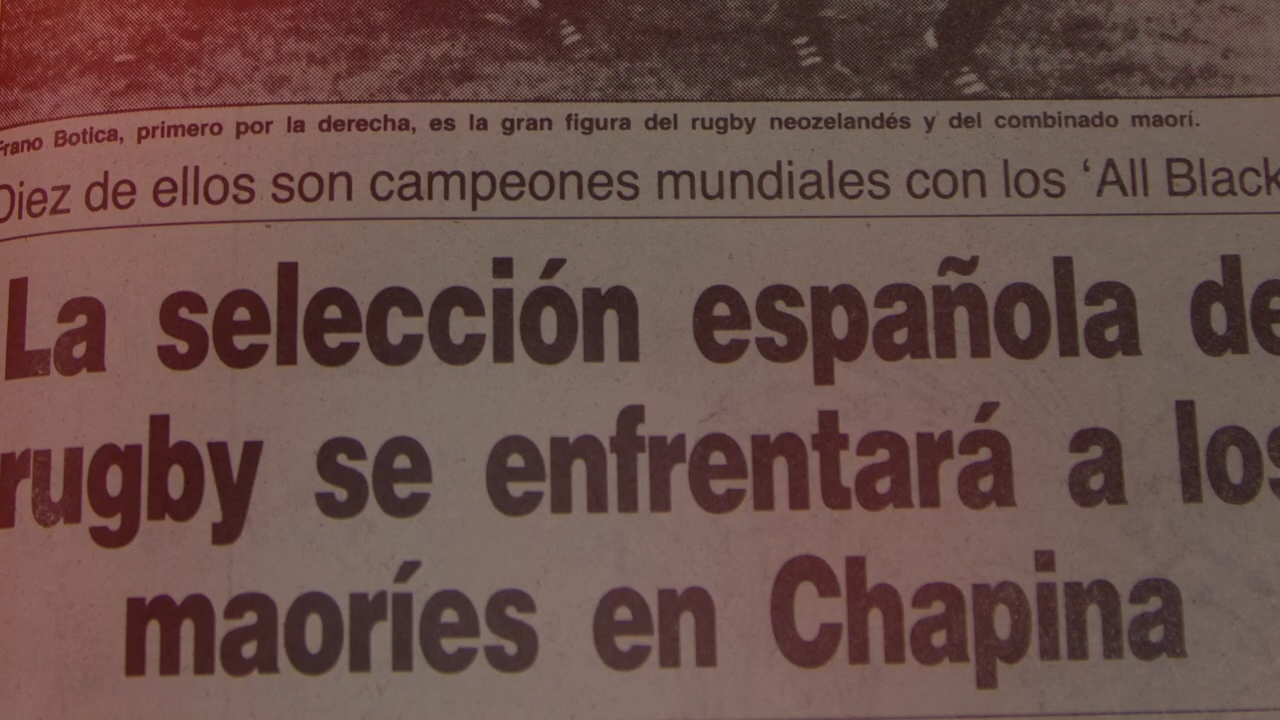 Frano Botica, primero por la derecha, es la gran figura del rugby neozelandés y del combinado maorí.
Diez de ellos son campeones mundiales con los ‘All Black
La selección española de
rugby se enfrentará a los
maoríes en Chapina